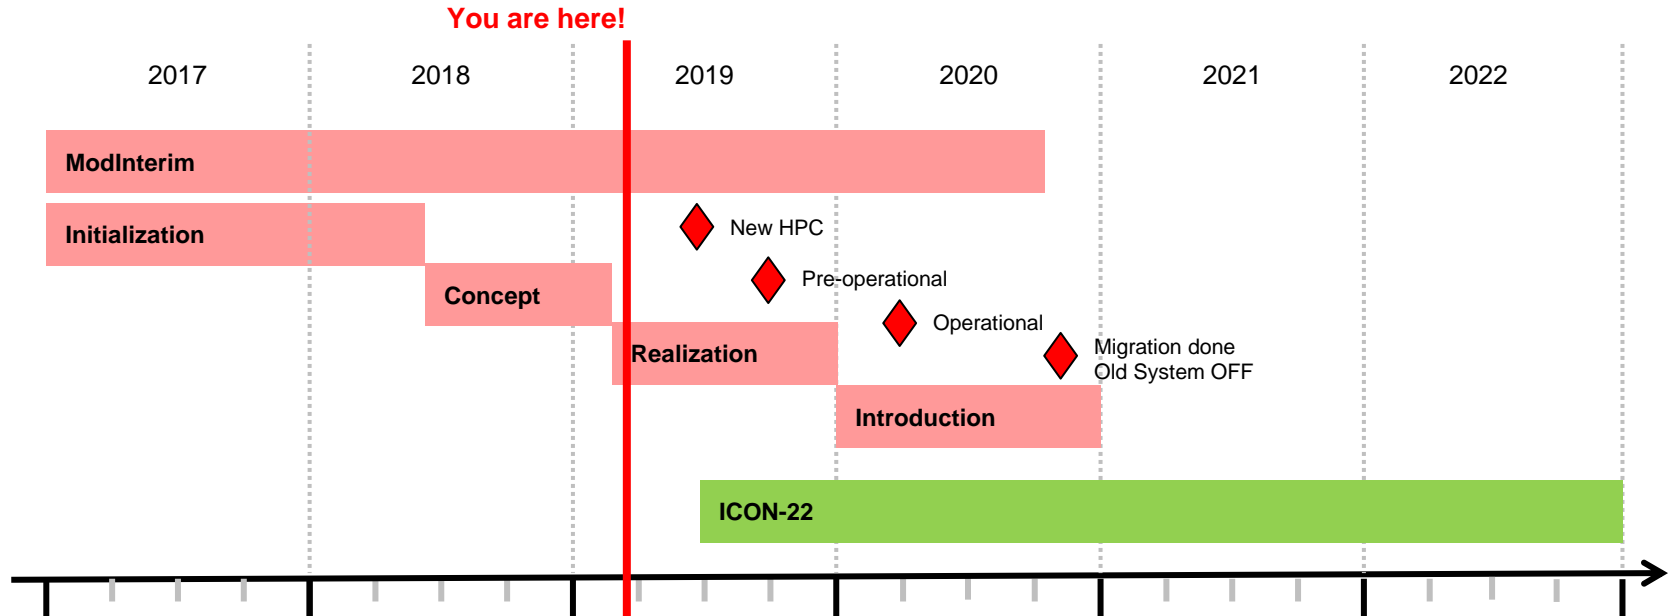 You are here!
2017
2018
2019
2020
2021
2022
ModInterim
Initialization
New HPC
Concept
Pre-operational
Operational
Realization
Migration done
Old System OFF
Introduction
ICON-22